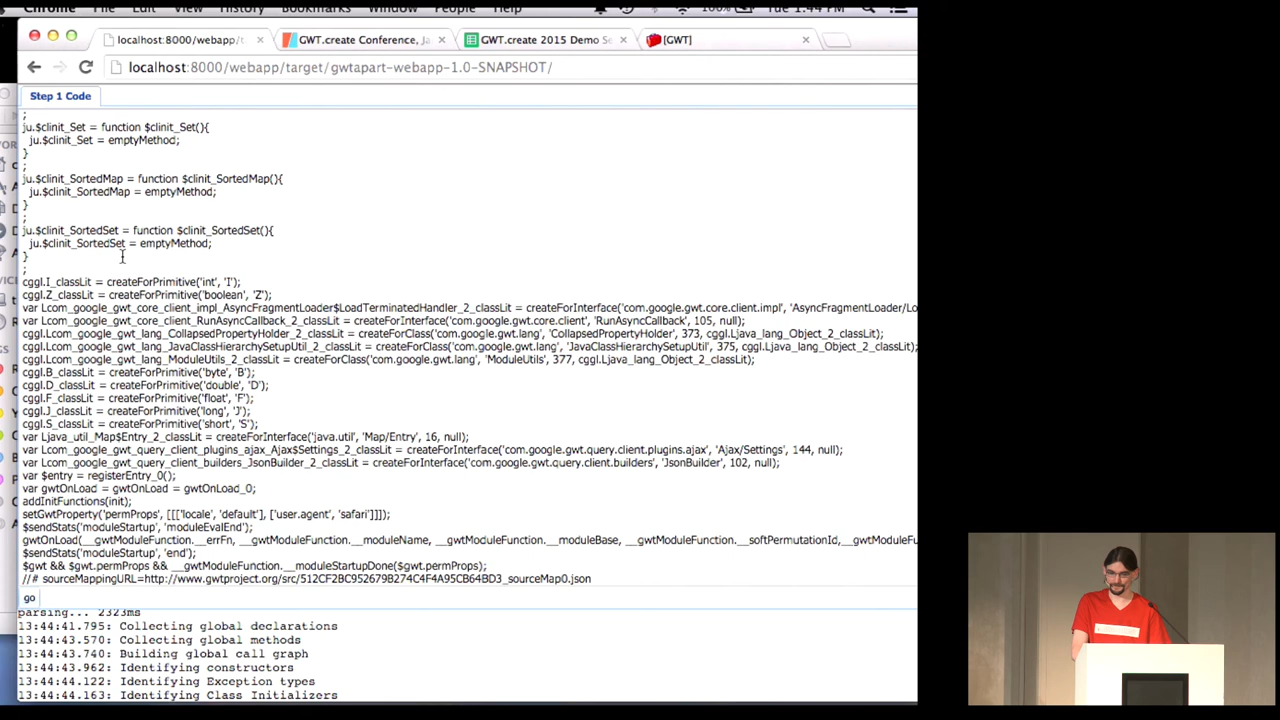 Chrome File Edit View History Bookmarks Window People Help 100% Tue 1:44 PM
localhost:8000/webapp/t
GWT.create Conference, Ja
GWT.create 2015 Demo Se
[GWT]
localhost:8000/webapp/target/gwtapart-webapp-1.0-SNAPSHOT/
Step 1 Code
;
ju.$clinit_Set = function $clinit_Set(){
ju.$clinit_Set = emptyMethod;
}
;
ju.$clinit_SortedMap = function $clinit_SortedMap(){
ju.$clinit_SortedMap = emptyMethod;
}
;
ju.$clinit_SortedSet = function $clinit_SortedSet(){
ju.$clinit_SortedSet = emptyMethod;
}
;
cggl.I_classLit = createForPrimitive('int', 'I');
cggl.Z_classLit = createForPrimitive('boolean', 'Z');
var Lcom_google_gwt_core_client_impl_AsyncFragmentLoader$LoadTerminatedHandler_2_classLit = createForInterface('com.google.gwt.core.client.impl', 'AsyncFragmentLoader/Lo
var Lcom_google_gwt_core_client_RunAsyncCallback_2_classLit = createForInterface('com.google.gwt.core.client', 'RunAsyncCallback', 105, null);
cggl.Lcom_google_gwt_lang_CollapsedPropertyHolder_2_classLit = createForClass('com.google.gwt.lang', 'CollapsedPropertyHolder', 373, cggl.Ljava_lang_Object_2_classLit);
cggl.Lcom_google_gwt_lang_JavaClassHierarchySetupUtil_2_classLit = createForClass('com.google.gwt.lang', 'JavaClassHierarchySetupUtil', 375, cggl.Ljava_lang_Object_2_classLit);
cggl.Lcom_google_gwt_lang_ModuleUtils_2_classLit = createForClass('com.google.gwt.lang', 'ModuleUtils', 377, cggl.Ljava_lang_Object_2_classLit);
cggl.B_classLit = createForPrimitive('byte', 'B');
cggl.D_classLit = createForPrimitive('double', 'D');
cggl.F_classLit = createForPrimitive('float', 'F');
cggl.J_classLit = createForPrimitive('long', 'J');
cggl.S_classLit = createForPrimitive('short', 'S');
var Ljava_util_Map$Entry_2_classLit = createForInterface('java.util', 'Map/Entry', 16, null);
var Lcom_google_gwt_query_client_plugins_ajax_Ajax$Settings_2_classLit = createForInterface('com.google.gwt.query.client.plugins.ajax', 'Ajax/Settings', 144, null);
var Lcom_google_gwt_query_client_builders_JsonBuilder_2_classLit = createForInterface('com.google.gwt.query.client.builders', 'JsonBuilder', 102, null);
var $entry = registerEntry_0();
var gwtOnLoad = gwtOnLoad = gwtOnLoad_0;
addInitFunctions(init);
setGwtProperty('permProps', [[['locale', 'default'], ['user.agent', 'safari']]]);
$sendStats('moduleStartup', 'moduleEvalEnd');
gwtOnLoad(__gwtModuleFunction.__errFn, __gwtModuleFunction.__moduleName, __gwtModuleFunction.__moduleBase, __gwtModuleFunction.__softPermutationId,__gwtModuleFu
$sendStats('moduleStartup', 'end');
$gwt && $gwt.permProps && __gwtModuleFunction.__moduleStartupDone($gwt.permProps);
//# sourceMappingURL=http://www.gwtproject.org/src/512CF2BC952679B274C4F4A95CB64BD3_sourceMap0.json
go
parsing... 2323ms
13:44:41.795: Collecting global declarations
13:44:43.570: Collecting global methods
13:44:43.740: Building global call graph
13:44:43.962: Identifying constructors
13:44:44.122: Identifying Exception types
13:44:44.163: Identifying Class Initializers